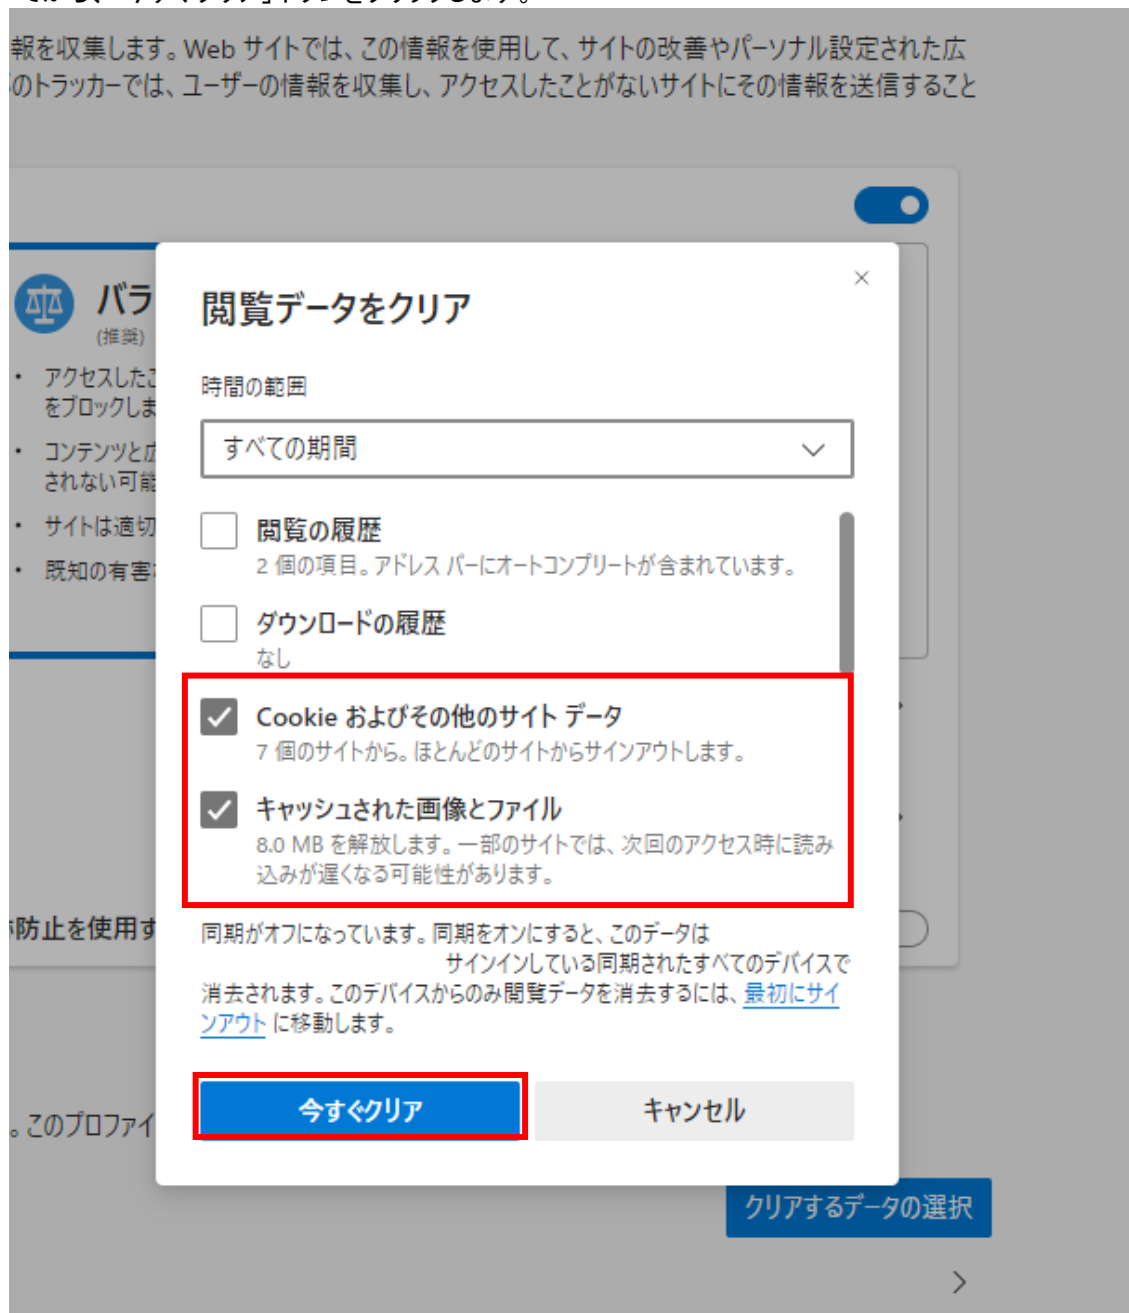 報を収集します。Web サイトでは、この情報を使用して、サイトの改善やパーソナル設定された広
のトラッカーでは、ユーザーの情報を収集し、アクセスしたことがないサイトにその情報を送信すること
バラ
(推奨)
・ アクセスしたこ
をブロックしま
・ コンテンツと広
されない可能
・ サイトは適切
・ 既知の有害
閲覧データをクリア
時間の範囲
すべての期間
閲覧の履歴
2 個の項目。アドレス バーにオートコンプリートが含まれています。
ダウンロードの履歴
なし
Cookie およびその他のサイト データ
7 個のサイトから。ほとんどのサイトからサインアウトします。
キャッシュされた画像とファイル
8.0 MB を解放します。一部のサイトでは、次回のアクセス時に読み
込みが遅くなる可能性があります。
防止を使用す
同期がオフになっています。同期をオンにすると、このデータは
サインインしている同期されたすべてのデバイスで
消去されます。このデバイスからのみ閲覧データを消去するには、最初にサイ
ンアウト に移動します。
今すぐクリア
キャンセル
。このプロファイ
クリアするデータの選択